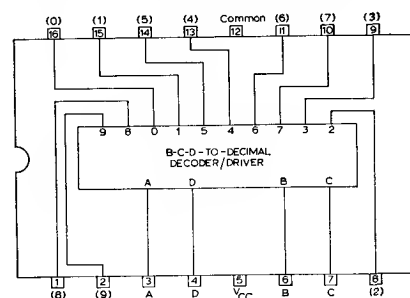 (0) (1) (5) (4) Common (6) (7) (3)
16 15 14 13 12 11 10 9
9 8 0 1 5 4 6 7 3 2
B-C-D-TO-DECIMAL
DECODER/DRIVER
A D B C
1 2 3 4 5 6 7 8
(8) (9) A D VCC B C (2)